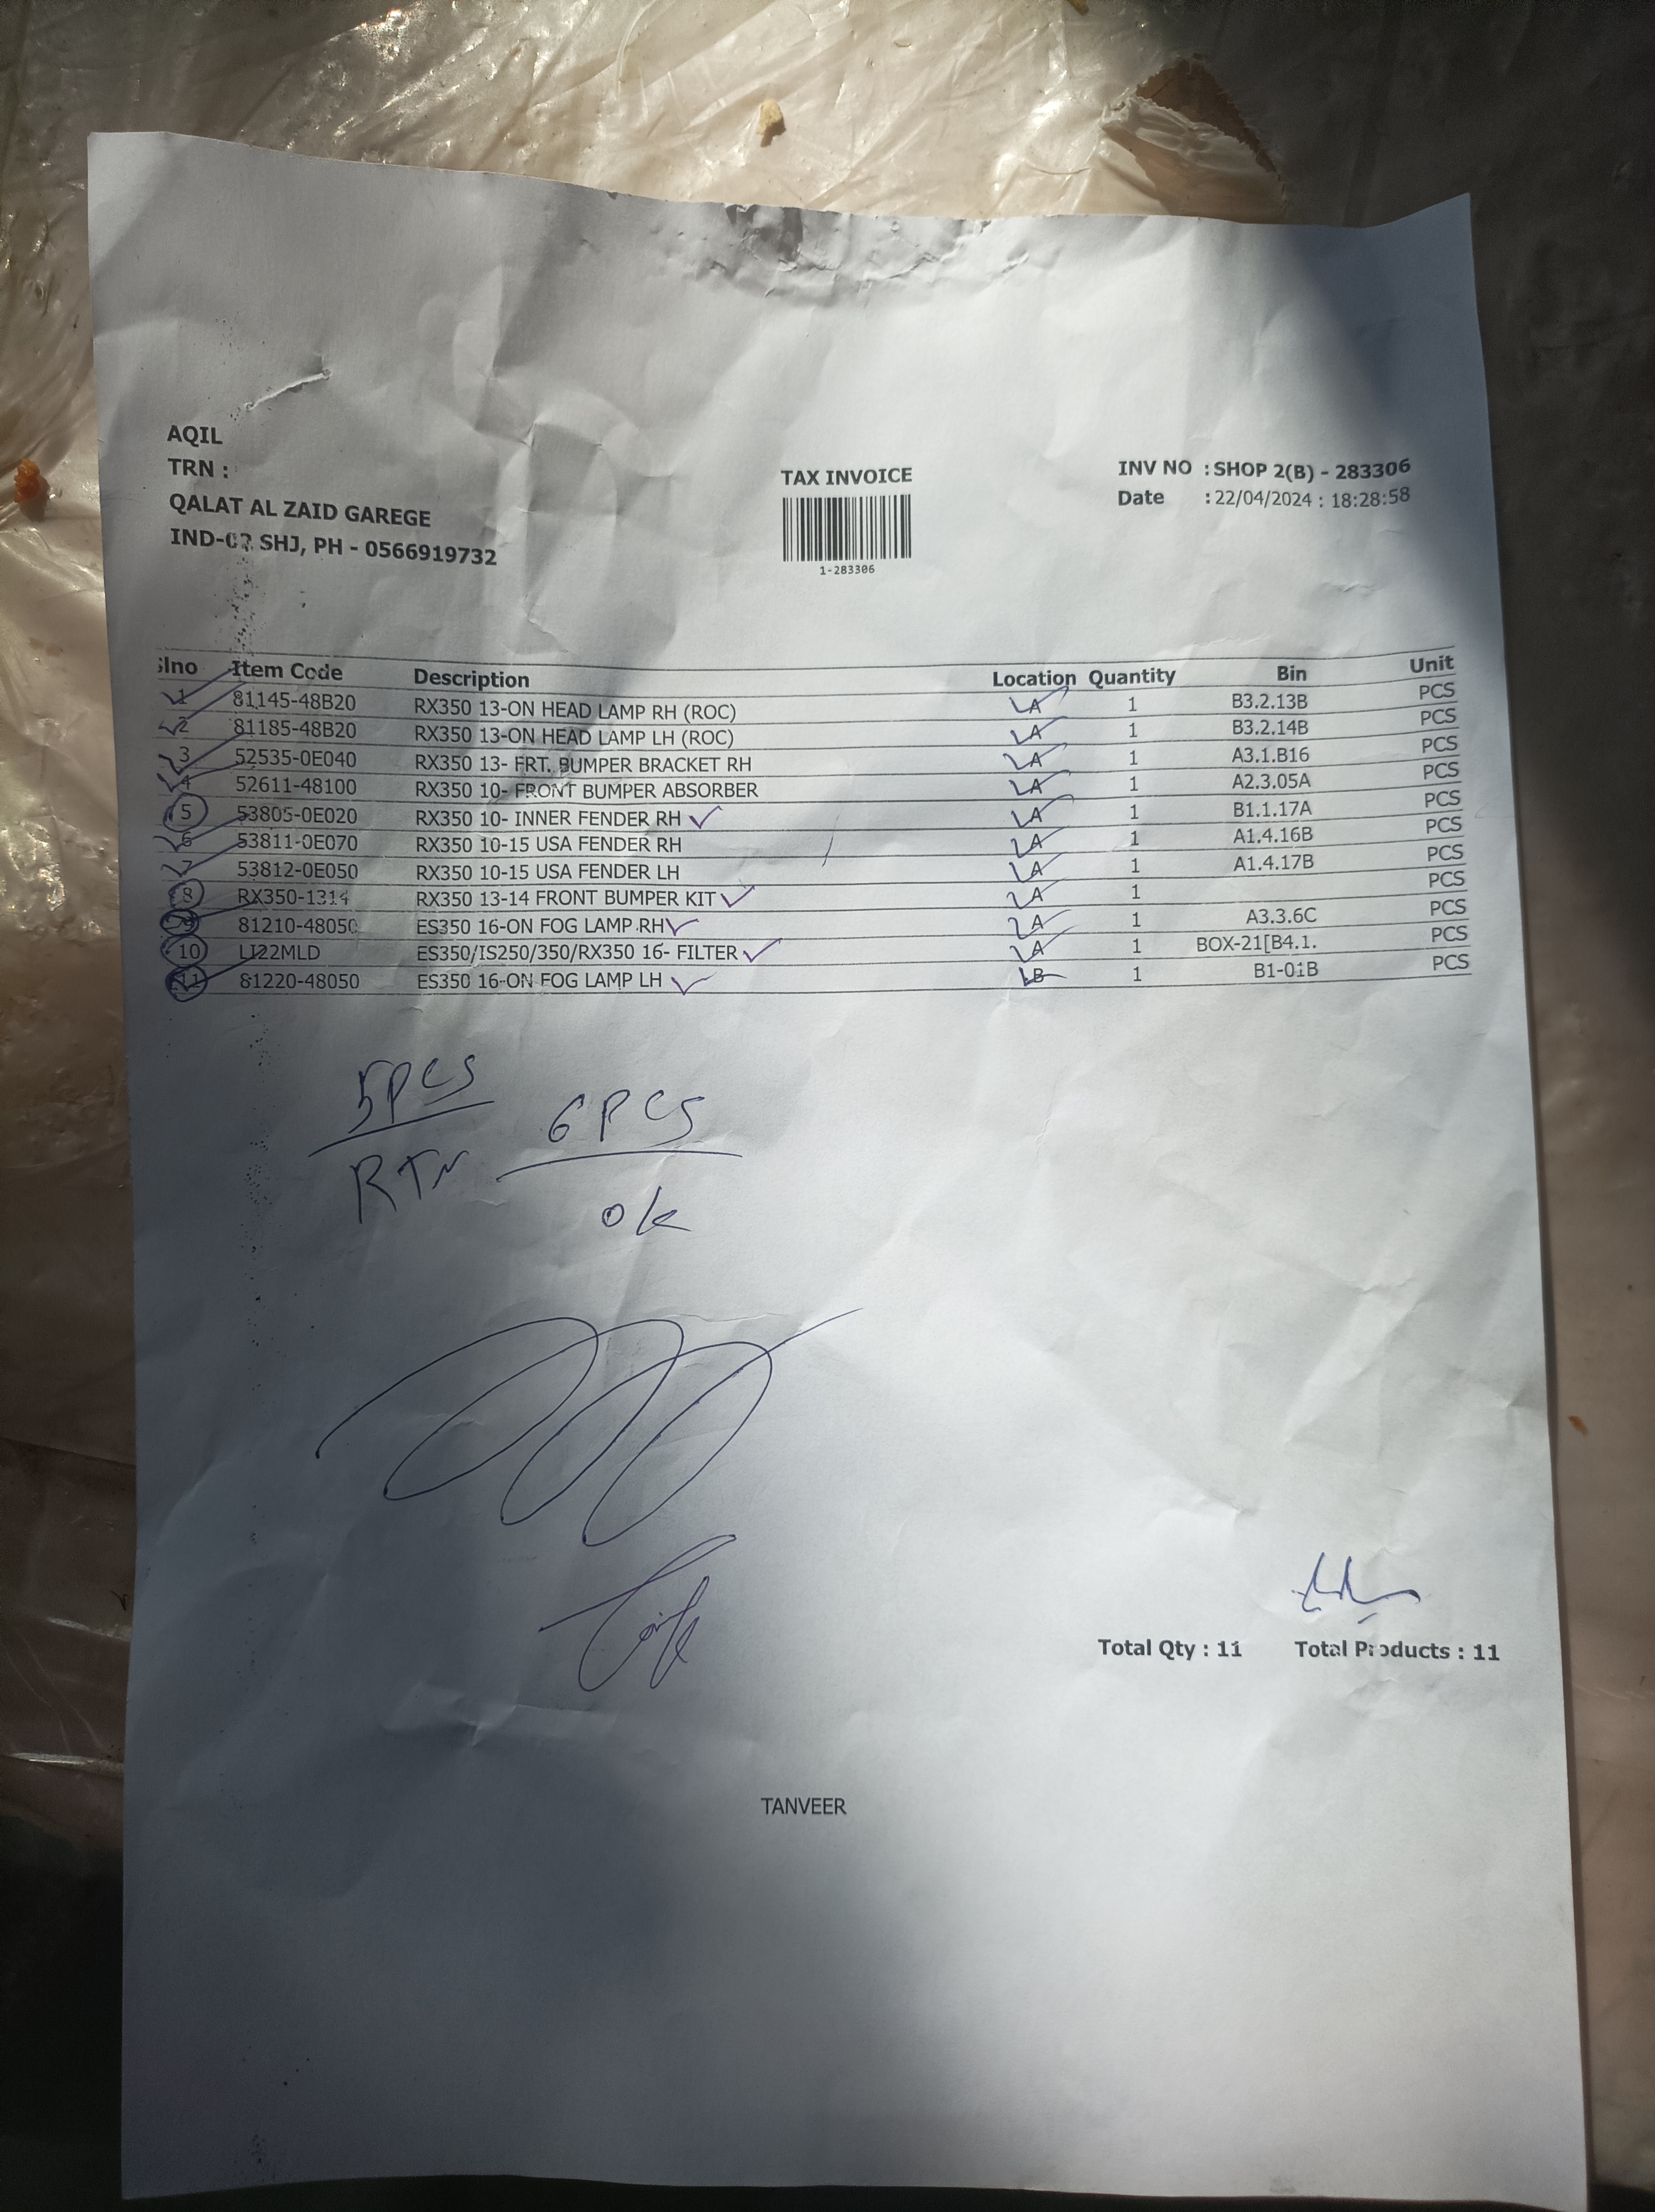 AQIL
TRN :
QALAT AL ZAID GAREGE
IND-02 SHJ, PH - 0566919732
TAX INVOICE
1-283306
INV NO : SHOP 2(B) - 283306
Date : 22/04/2024 : 18:28:58
Slno Item Code Description Location Quantity Bin Unit
1 81145-48B20 RX350 13-ON HEAD LAMP RH (ROC) A 1 B3.2.13B PCS
2 81185-48B20 RX350 13-ON HEAD LAMP LH (ROC) A 1 B3.2.14B PCS
3 52535-0E040 RX350 13- FRT. BUMPER BRACKET RH A 1 A3.1.B16 PCS
4 52611-48100 RX350 10- FRONT BUMPER ABSORBER A 1 A2.3.05A PCS
5 53805-0E020 RX350 10- INNER FENDER RH A 1 B1.1.17A PCS
6 53811-0E070 RX350 10-15 USA FENDER RH A 1 A1.4.16B PCS
7 53812-0E050 RX350 10-15 USA FENDER LH A 1 A1.4.17B PCS
8 RX350-1314 RX350 13-14 FRONT BUMPER KIT A 1 PCS
9 81210-48050 ES350 16-ON FOG LAMP RH A 1 A3.3.6C PCS
10 LI22MLD ES350/IS250/350/RX350 16- FILTER A 1 BOX-21[B4.1. PCS
11 81220-48050 ES350 16-ON FOG LAMP LH B 1 B1-01B PCS
5 PCS
RTN
6 PCS
ok
Total Qty : 11 Total Products : 11
TANVEER